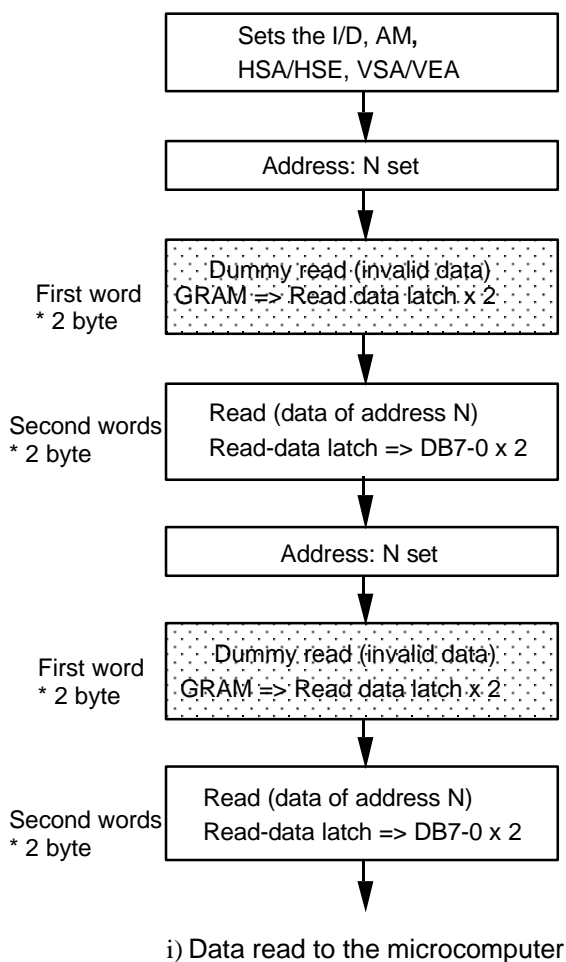 Sets the I/D, AM,
HSA/HSE, VSA/VEA
Address: N set
Dummy read (invalid data)
GRAM => Read data latch x 2
First word
* 2 byte
Read (data of address N)
Read-data latch => DB7-0 x 2
Second words
* 2 byte
Address: N set
Dummy read (invalid data)
GRAM => Read data latch x 2
First word
* 2 byte
Read (data of address N)
Read-data latch => DB7-0 x 2
Second words
* 2 byte
i) Data read to the microcomputer